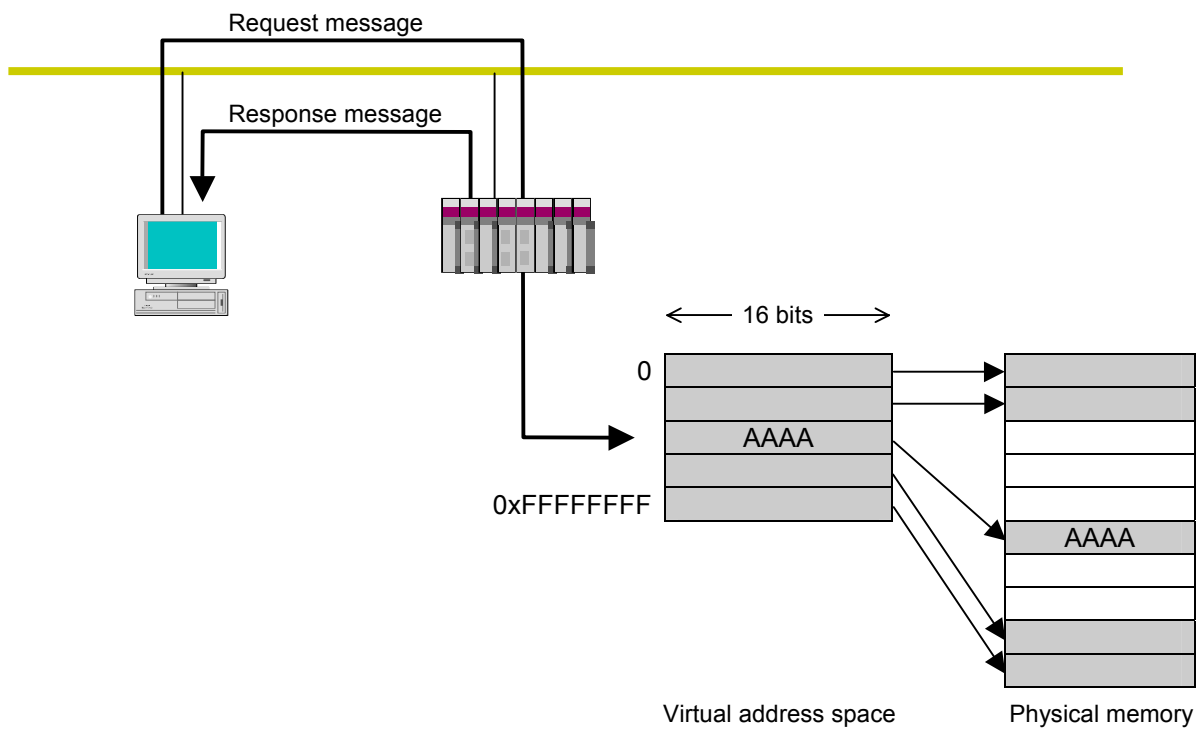 Request message
Response message
16 bits
0
AAAA
0xFFFFFFFF
AAAA
Virtual address space
Physical memory